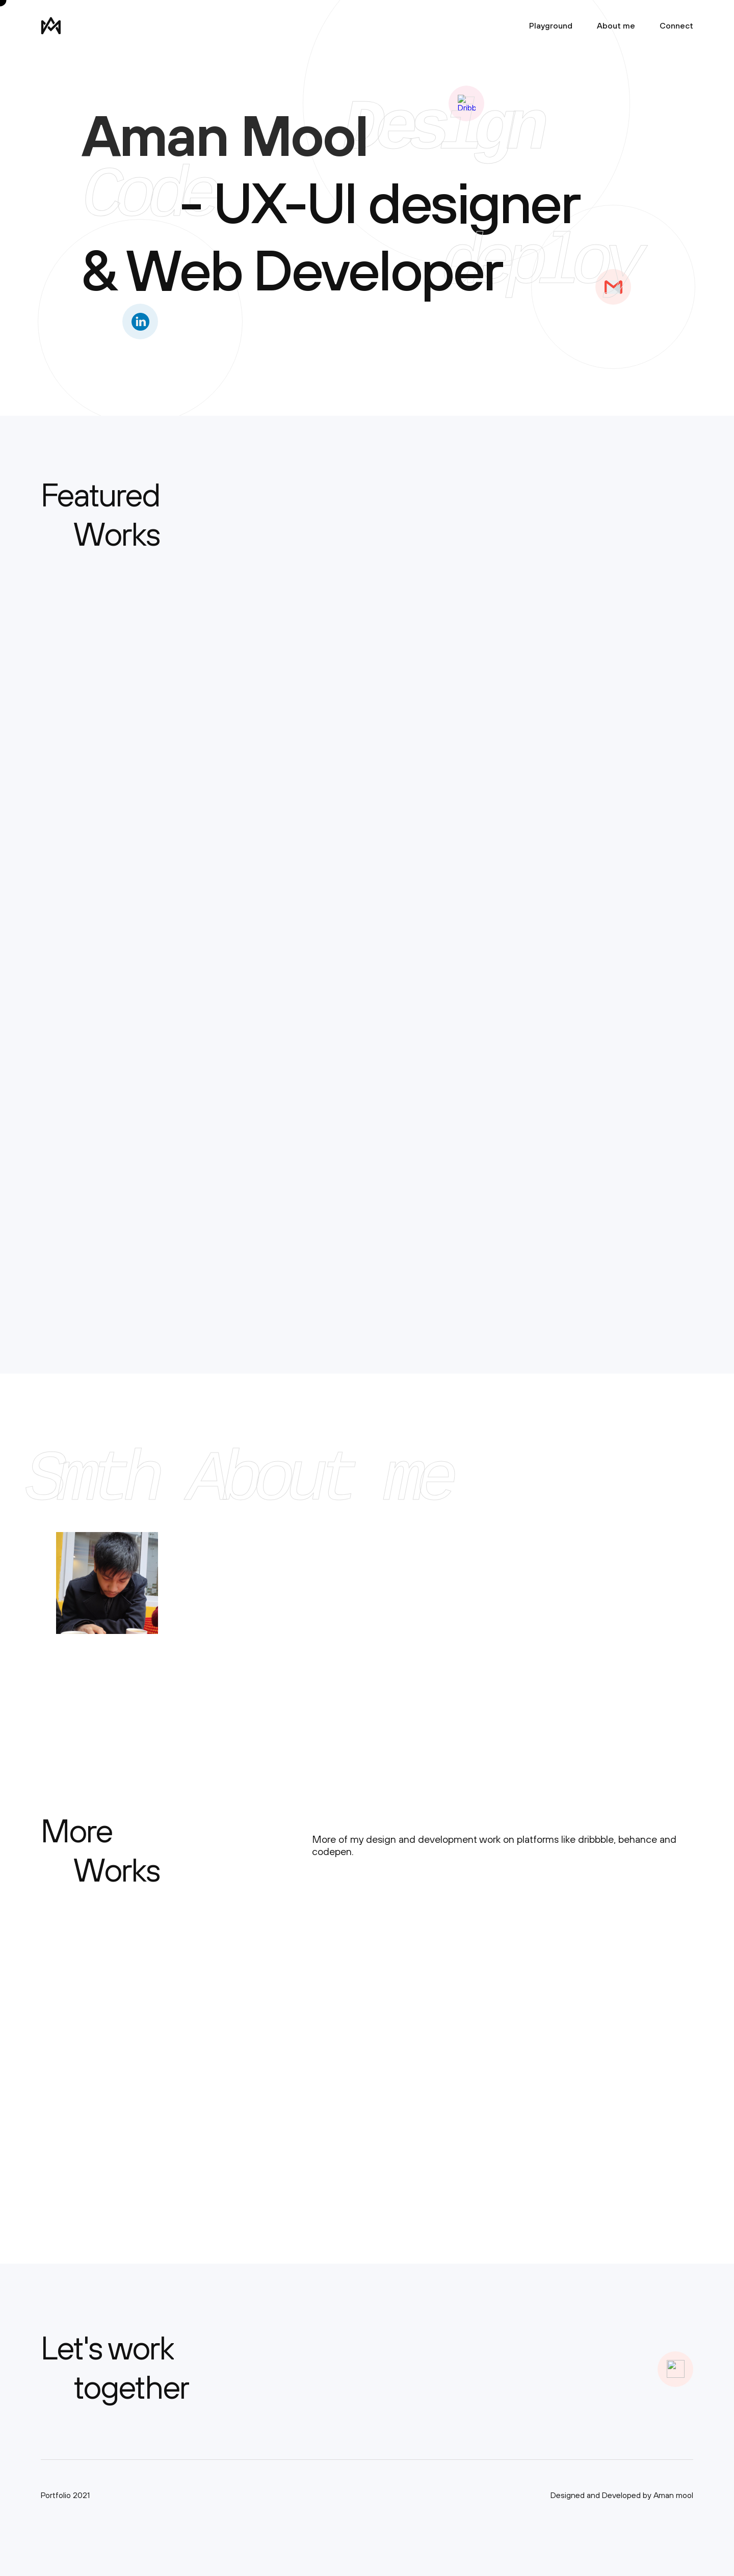 Playground
About me
Connect
Design
Dribb
Aman Mool
Code
- UX-UI designer
deploy
& Web Developer
in
Featured
Works
Smth About me
More
Works
More of my design and development work on platforms like dribbble, behance and
codepen.
Let's work
together
Portfolio 2021
Designed and Developed by Aman mool